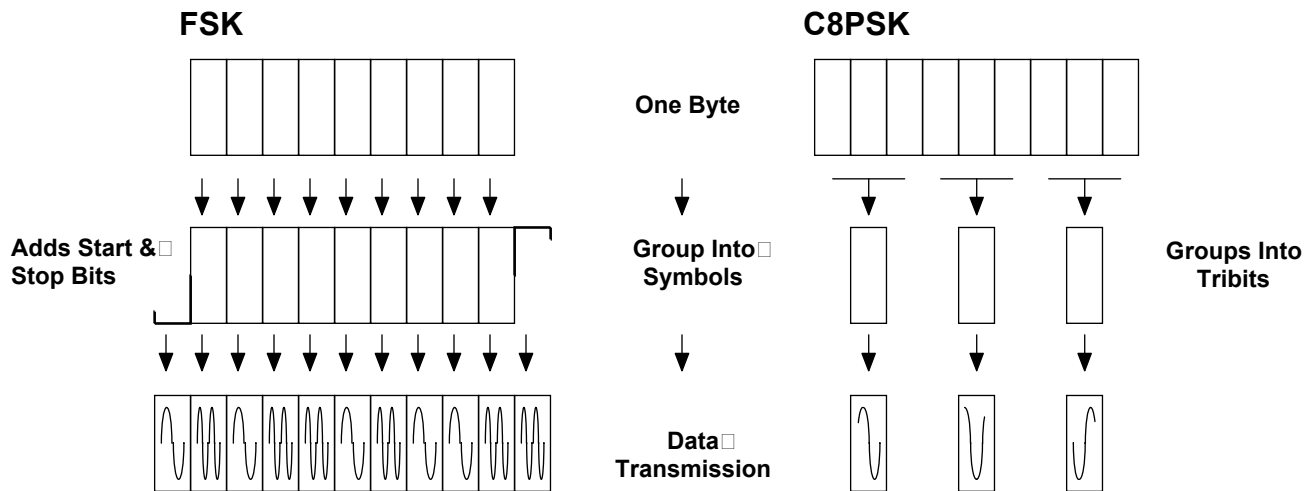 FSK
C8PSK
One Byte
Adds Start &
Stop Bits
Group Into
Symbols
Groups Into
Tribits
Data
Transmission